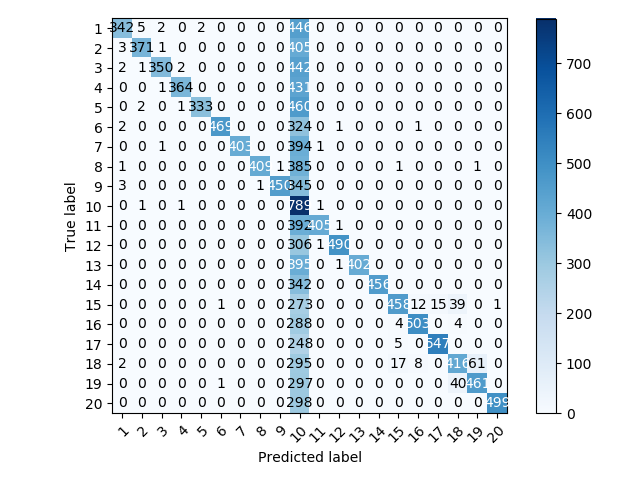 1 342 5 2 0 2 0 0 0 0 446 0 0 0 0 0 0 0 0 0 0
2 3 371 1 0 0 0 0 0 0 405 0 0 0 0 0 0 0 0 0 0
3 2 1 350 2 0 0 0 0 0 442 0 0 0 0 0 0 0 0 0 0
4 0 0 1 364 0 0 0 0 0 431 0 0 0 0 0 0 0 0 0 0
5 0 2 0 1 333 0 0 0 0 460 0 0 0 0 0 0 0 0 0 0
6 2 0 0 0 0 469 0 0 0 324 0 1 0 0 0 1 0 0 0 0
7 0 0 1 0 0 0 403 0 0 394 1 0 0 0 0 0 0 0 0 0
8 1 0 0 0 0 0 0 409 1 385 0 0 0 0 1 0 0 0 1 0
9 3 0 0 0 0 0 0 1 450 345 0 0 0 0 0 0 0 0 0 0
10 0 1 0 1 0 0 0 0 0 789 1 0 0 0 0 0 0 0 0 0
11 0 0 0 0 0 0 0 0 0 392 405 1 0 0 0 0 0 0 0 0
12 0 0 0 0 0 0 0 0 0 306 1 490 0 0 0 0 0 0 0 0
13 0 0 0 0 0 0 0 0 0 395 0 1 402 0 0 0 0 0 0 0
14 0 0 0 0 0 0 0 0 0 342 0 0 0 456 0 0 0 0 0 0
15 0 0 0 0 0 1 0 0 0 273 0 0 0 0 458 12 15 39 0 1
16 0 0 0 0 0 0 0 0 0 288 0 0 0 0 4 503 0 4 0 0
17 0 0 0 0 0 0 0 0 0 248 0 0 0 0 5 0 547 0 0 0
18 2 0 0 0 0 0 0 0 0 295 0 0 0 0 17 8 0 416 61 0
19 0 0 0 0 0 1 0 0 0 297 0 0 0 0 0 0 0 40 461 0
20 0 0 0 0 0 0 0 0 0 298 0 0 0 0 0 0 0 0 0 499
1 2 3 4 5 6 7 8 9 10 11 12 13 14 15 16 17 18 19 20
Predicted label
True label
700
600
500
400
300
200
100
0